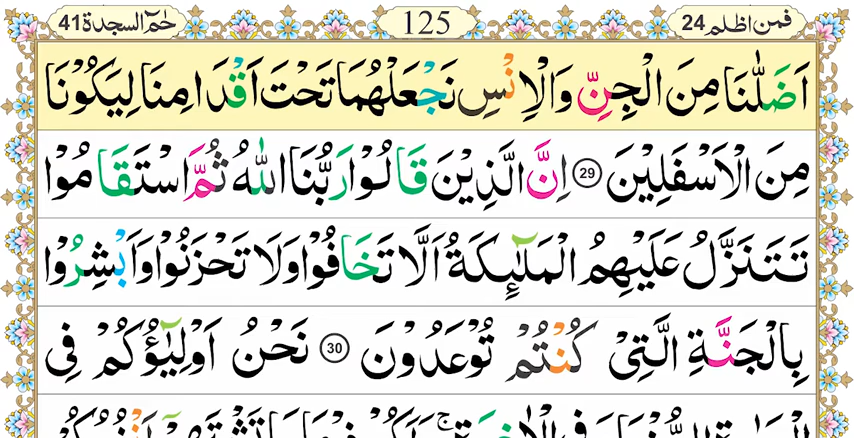 حٰمٓ السجدة 41
125
فمن اظلم 24
اَضَلّٰنَا مِنَ الْجِنِّ وَالْاِنْسِ نَجْعَلْهُمَا تَحْتَ اَقْدَامِنَا لِيَكُوْنَا
مِنَ الْاَسْفَلِيْنَ 29 اِنَّ الَّذِيْنَ قَالُوْا رَبُّنَا اللّٰهُ ثُمَّ اسْتَقَامُوْا
تَتَنَزَّلُ عَلَيْهِمُ الْمَلٰٓئِكَةُ اَلَّا تَخَافُوْا وَلَا تَحْزَنُوْا وَاَبْشِرُوْا
بِالْجَنَّةِ الَّتِيْ كُنْتُمْ تُوْعَدُوْنَ 30 نَحْنُ اَوْلِيٰٓؤُكُمْ فِي